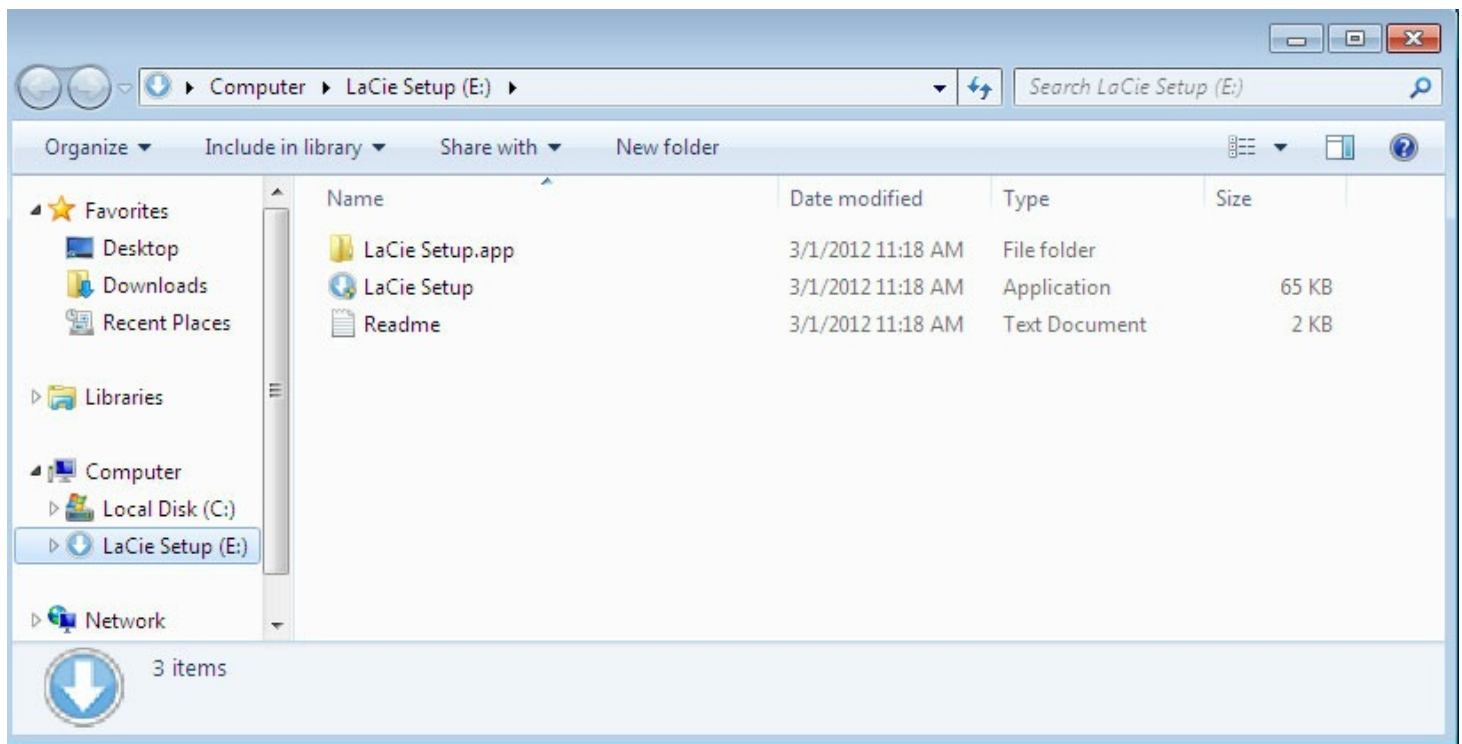 Computer LaCie Setup (E:) Search LaCie Setup (E:)
Organize Include in library Share with New folder
Favorites
Desktop
Downloads
Recent Places
Libraries
Computer
Local Disk (C:)
LaCie Setup (E:)
Network
Name Date modified Type Size
LaCie Setup.app 3/1/2012 11:18 AM File folder
LaCie Setup 3/1/2012 11:18 AM Application 65 KB
Readme 3/1/2012 11:18 AM Text Document 2 KB
3 items